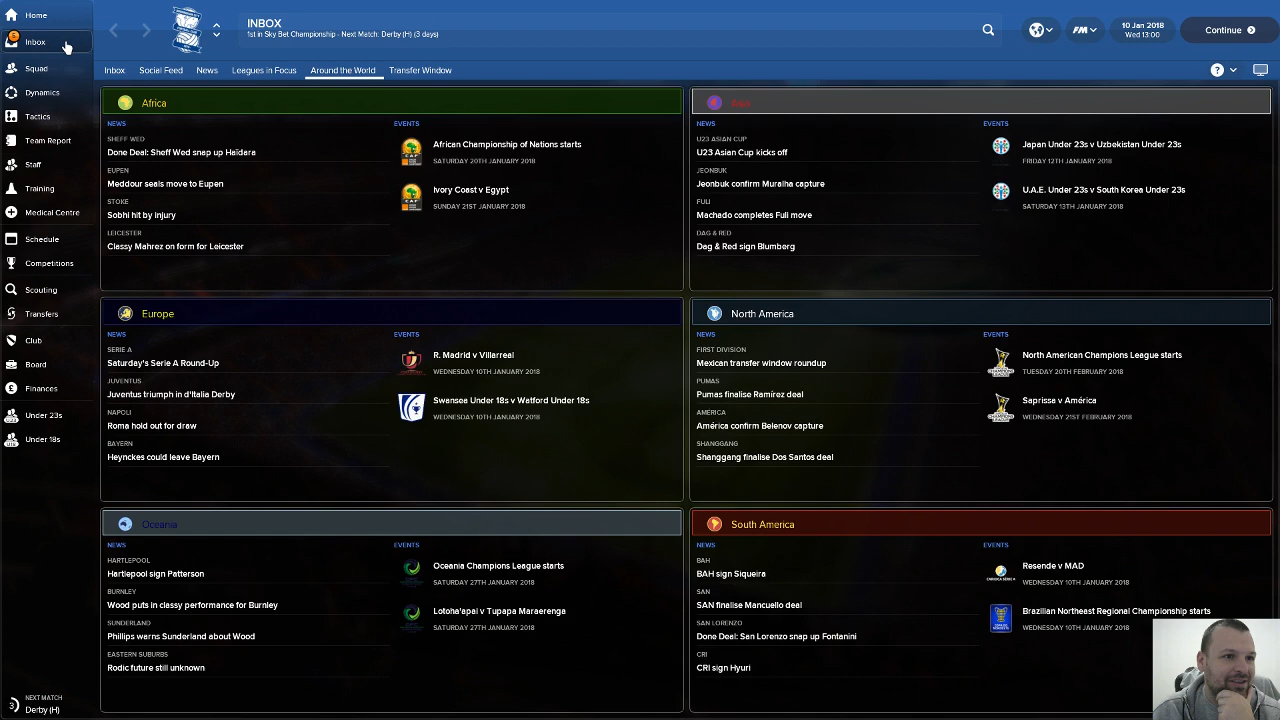 Home
Inbox
Squad
Dynamics
Tactics
Team Report
Staff
Training
Medical Centre
Schedule
Competitions
Scouting
Transfers
Club
Board
Finances
Under 23s
Under 18s
3
NEXT MATCH
Derby (H)
INBOX
1st in Sky Bet Championship - Next Match: Derby (H) (3 days)
FM
10 Jan 2018
Wed 13:00
Continue
Inbox Social Feed News Leagues in Focus Around the World Transfer Window
?
Africa
NEWS
SHEFF WED
Done Deal: Sheff Wed snap up Haïdara
EUPEN
Meddour seals move to Eupen
STOKE
Sobhi hit by injury
LEICESTER
Classy Mahrez on form for Leicester
EVENTS
African Championship of Nations starts
SATURDAY 20TH JANUARY 2018
Ivory Coast v Egypt
SUNDAY 21ST JANUARY 2018
Asia
NEWS
U23 ASIAN CUP
U23 Asian Cup kicks off
JEONBUK
Jeonbuk confirm Muralha capture
FULI
Machado completes Fuli move
DAG & RED
Dag & Red sign Blumberg
EVENTS
Japan Under 23s v Uzbekistan Under 23s
FRIDAY 12TH JANUARY 2018
U.A.E. Under 23s v South Korea Under 23s
SATURDAY 13TH JANUARY 2018
Europe
NEWS
SERIE A
Saturday's Serie A Round-Up
JUVENTUS
Juventus triumph in d'Italia Derby
NAPOLI
Roma hold out for draw
BAYERN
Heynckes could leave Bayern
EVENTS
R. Madrid v Villarreal
WEDNESDAY 10TH JANUARY 2018
Swansea Under 18s v Watford Under 18s
WEDNESDAY 10TH JANUARY 2018
North America
NEWS
FIRST DIVISION
Mexican transfer window roundup
PUMAS
Pumas finalise Ramírez deal
AMÉRICA
América confirm Belenov capture
SHANGGANG
Shanggang finalise Dos Santos deal
EVENTS
North American Champions League starts
TUESDAY 20TH FEBRUARY 2018
Saprissa v América
WEDNESDAY 21ST FEBRUARY 2018
Oceania
NEWS
HARTLEPOOL
Hartlepool sign Patterson
BURNLEY
Wood puts in classy performance for Burnley
SUNDERLAND
Phillips warns Sunderland about Wood
EASTERN SUBURBS
Rodic future still unknown
EVENTS
Oceania Champions League starts
SATURDAY 27TH JANUARY 2018
Lotoha'apai v Tupapa Maraerenga
SATURDAY 27TH JANUARY 2018
South America
NEWS
BAH
BAH sign Siqueira
SAN
SAN finalise Mancuello deal
SAN LORENZO
Done Deal: San Lorenzo snap up Fontanini
CRI
CRI sign Hyuri
EVENTS
Resende v MAD
WEDNESDAY 10TH JANUARY 2018
Brazilian Northeast Regional Championship starts
WEDNESDAY 10TH JANUARY 2018